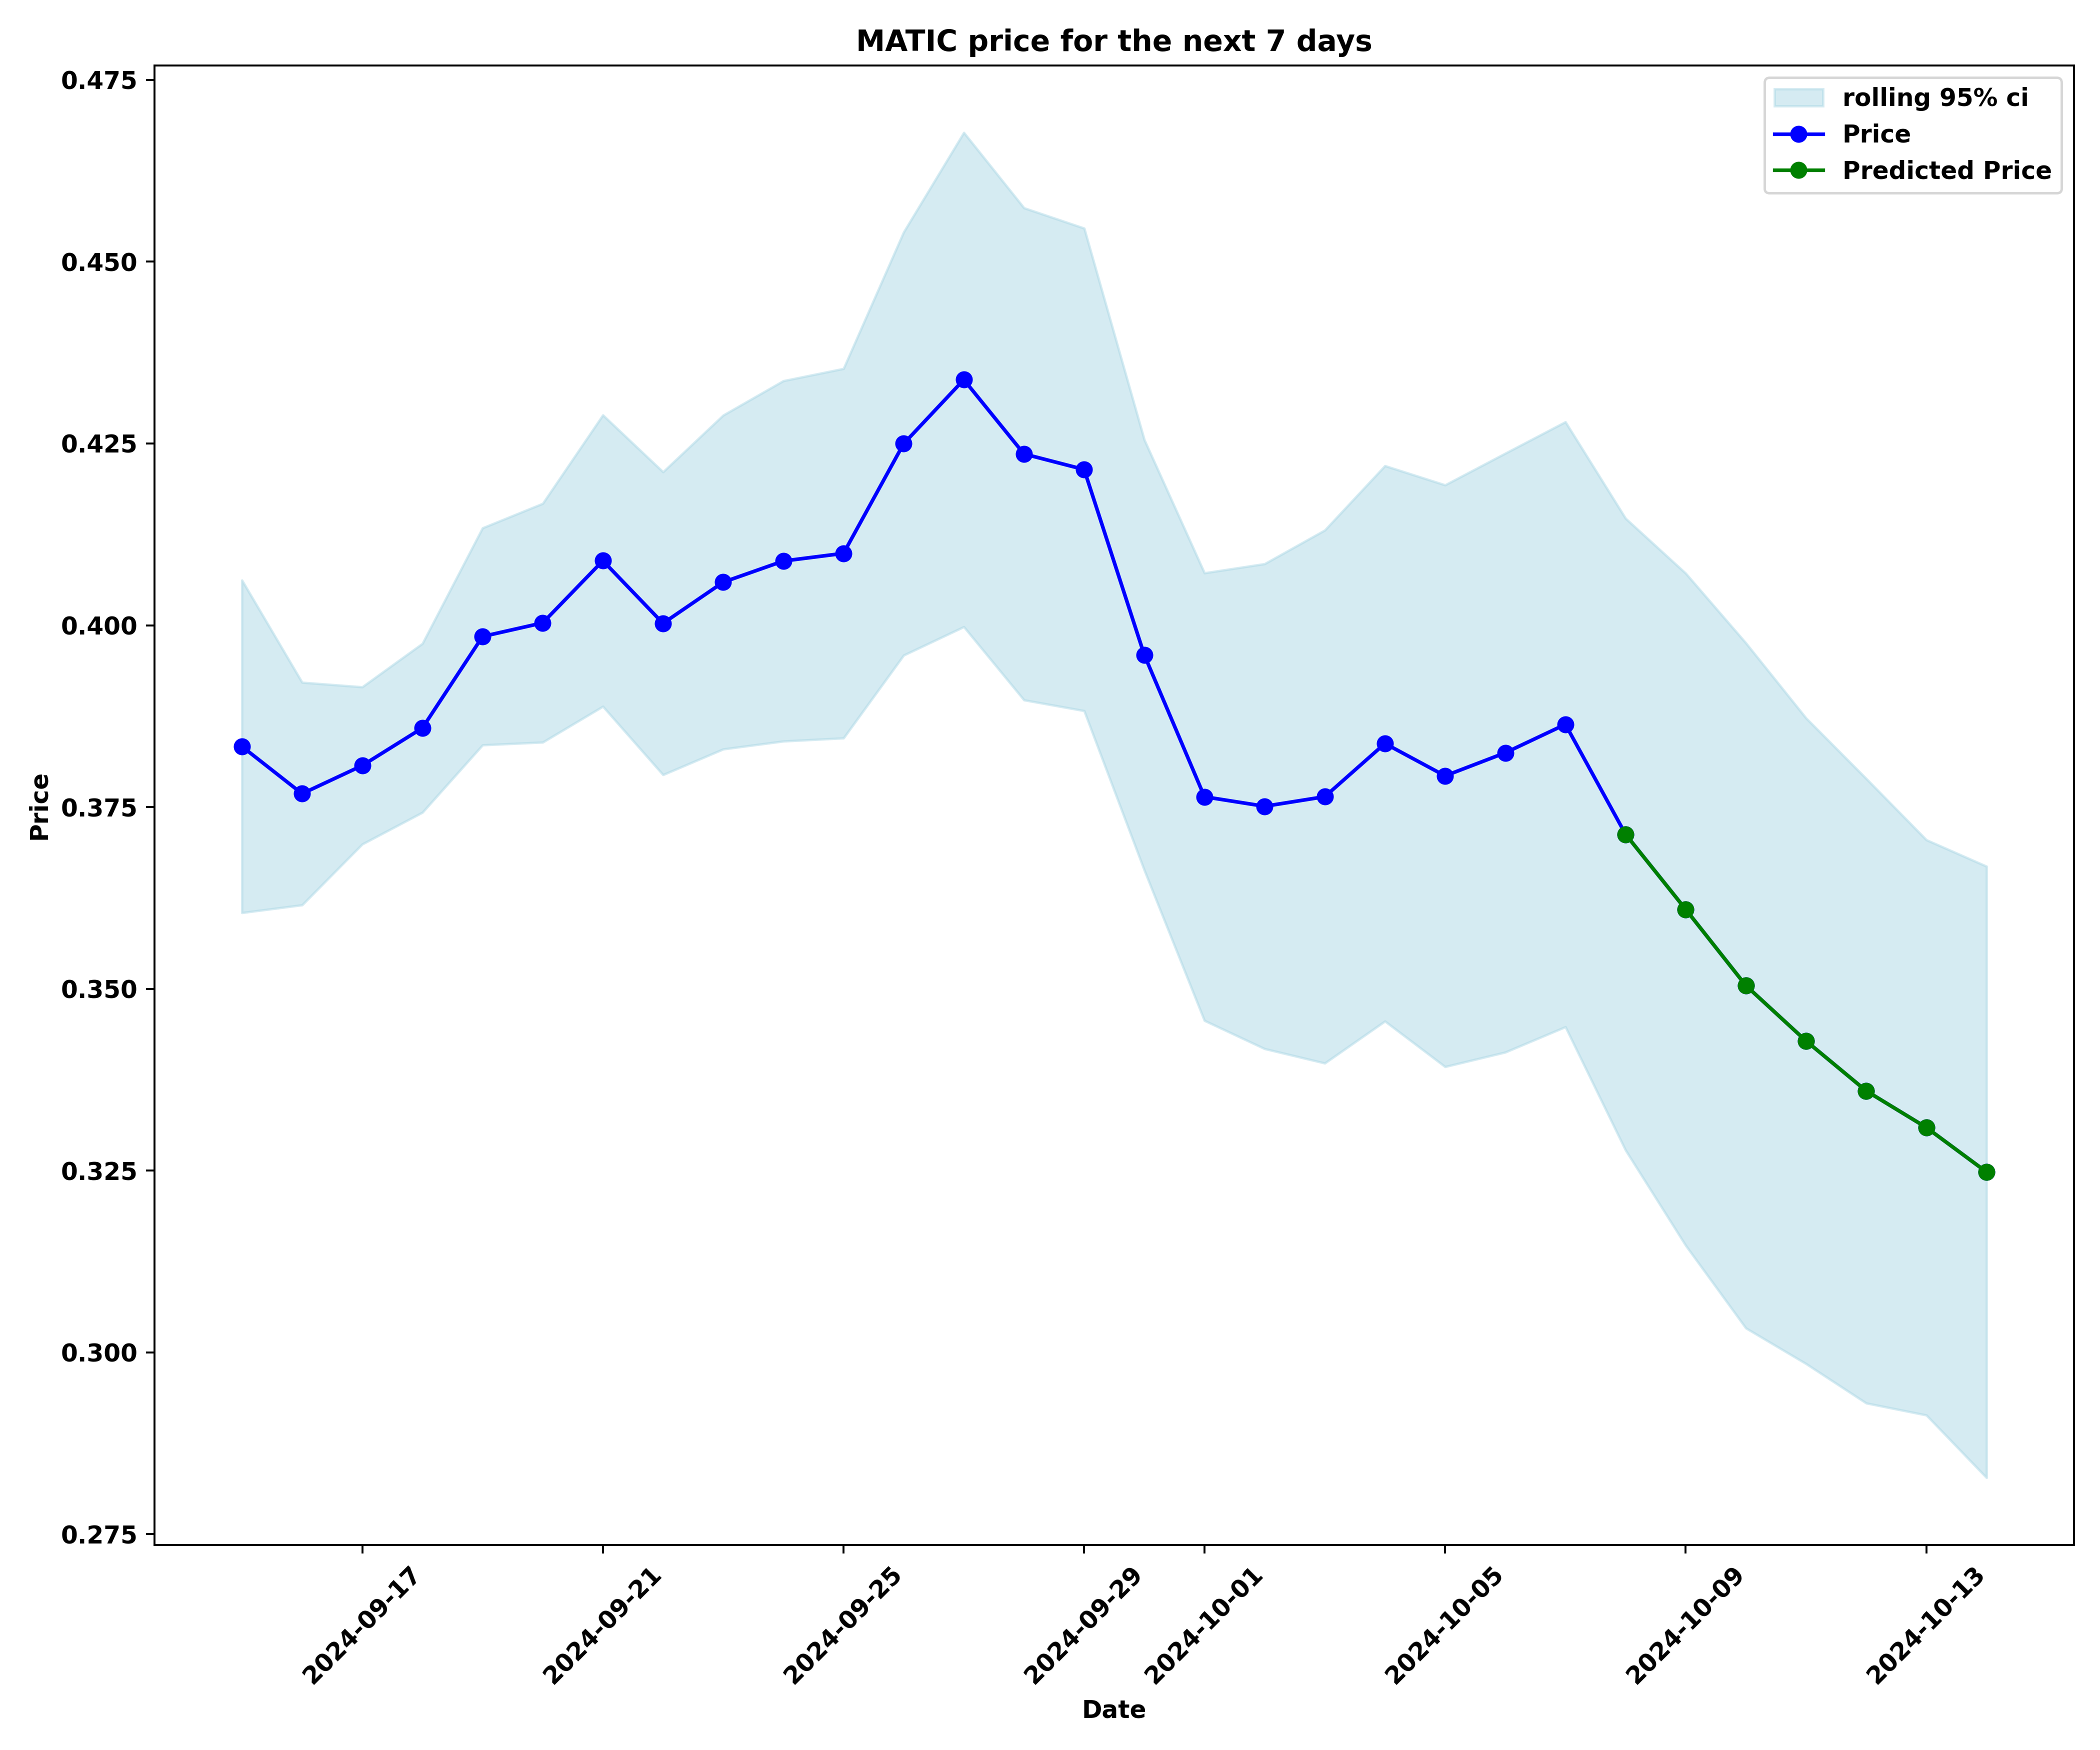 MATIC price for the next 7 days
rolling 95% ci
Price
Predicted Price
0.475
0.450
0.425
0.400
0.375
0.350
0.325
0.300
0.275
Price
2024-09-17
2024-09-21
2024-09-25
2024-09-29
2024-10-01
2024-10-05
2024-10-09
2024-10-13
Date